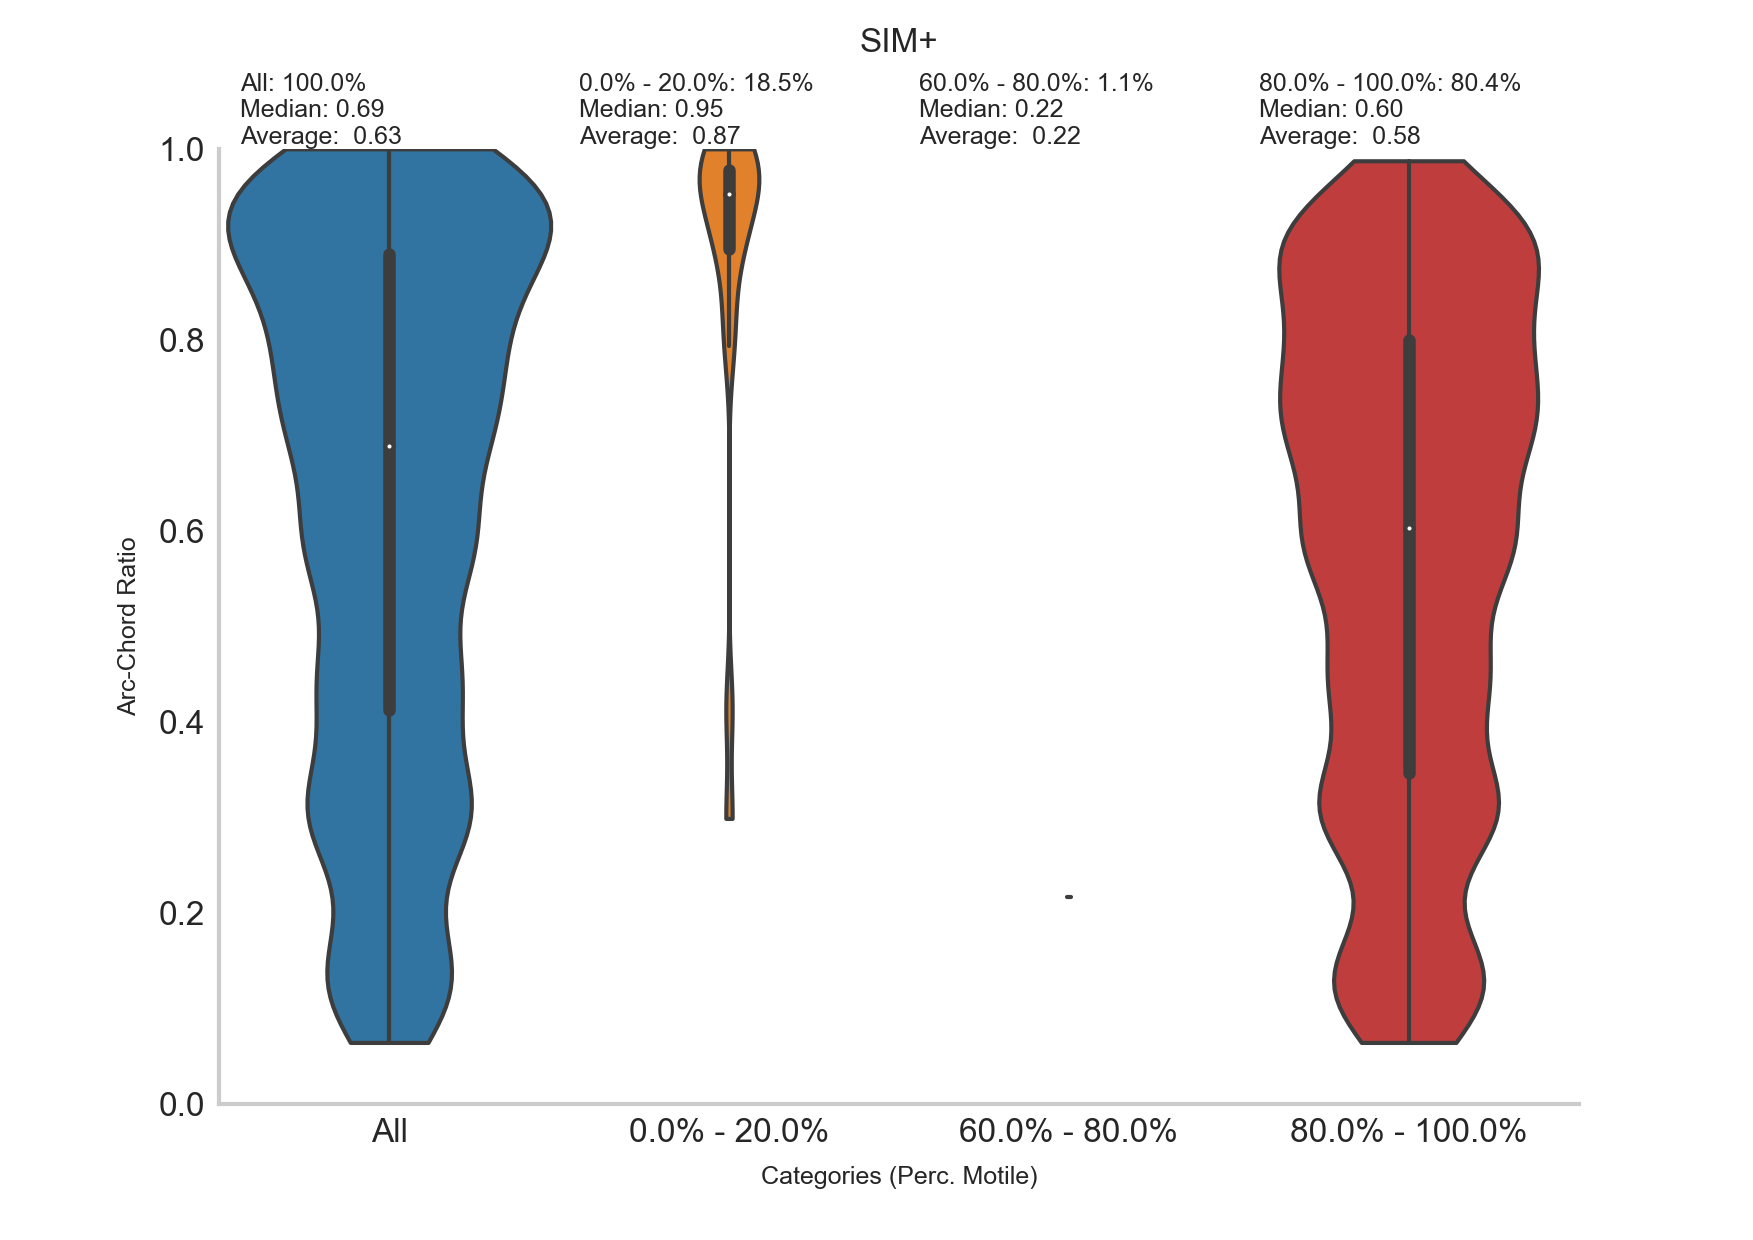 SIM+
All: 100.0%
Median: 0.69
Average:  0.63
0.0% - 20.0%: 18.5%
Median: 0.95
Average:  0.87
60.0% - 80.0%: 1.1%
Median: 0.22
Average:  0.22
80.0% - 100.0%: 80.4%
Median: 0.60
Average:  0.58
1.0
0.8
0.6
0.4
0.2
0.0
Arc-Chord Ratio
All
0.0% - 20.0%
60.0% - 80.0%
80.0% - 100.0%
Categories (Perc. Motile)